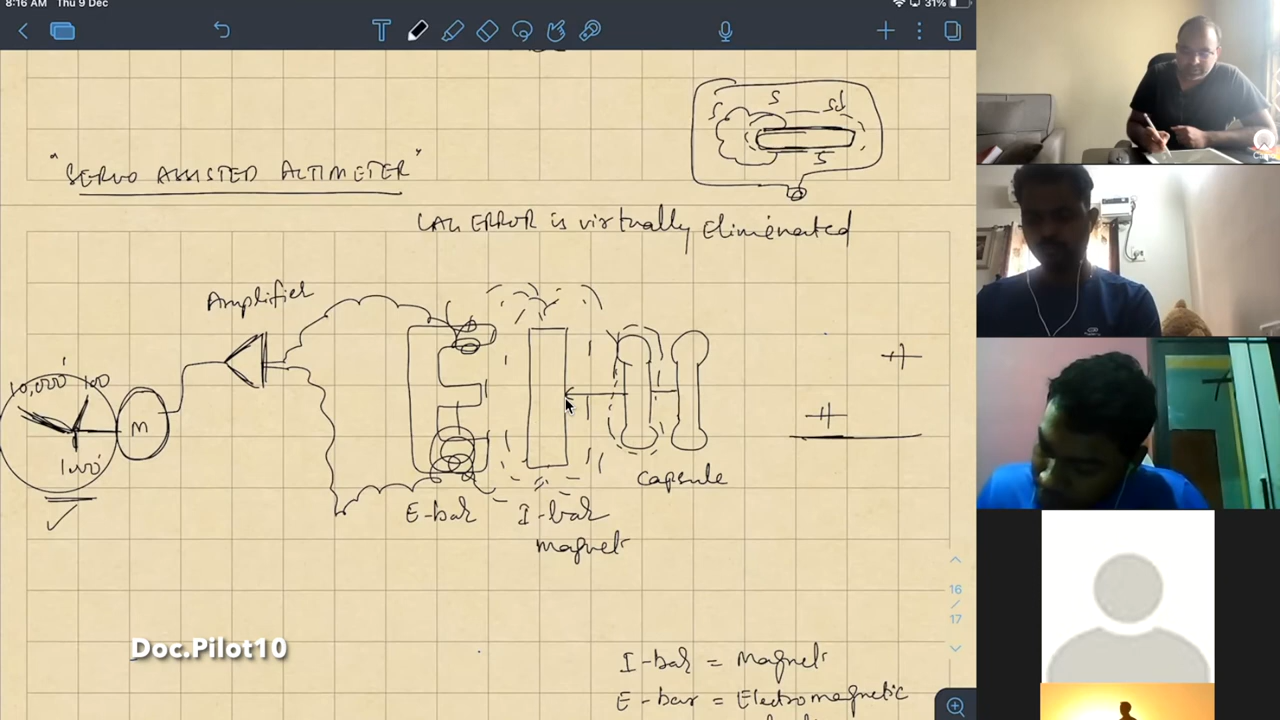 8:16 AM Thu 9 Dec
31%
S S Sd
S
"SERVO ASSISTED ALTIMETER"
LAG ERROR is virtually Eliminated
Amplifier
10,000' 100
1000
m
E-bar
I-bar
magnet
capsule
16
/
17
Doc.Pilot10
I-bar = Magnet
E-bar = Electromagnetic